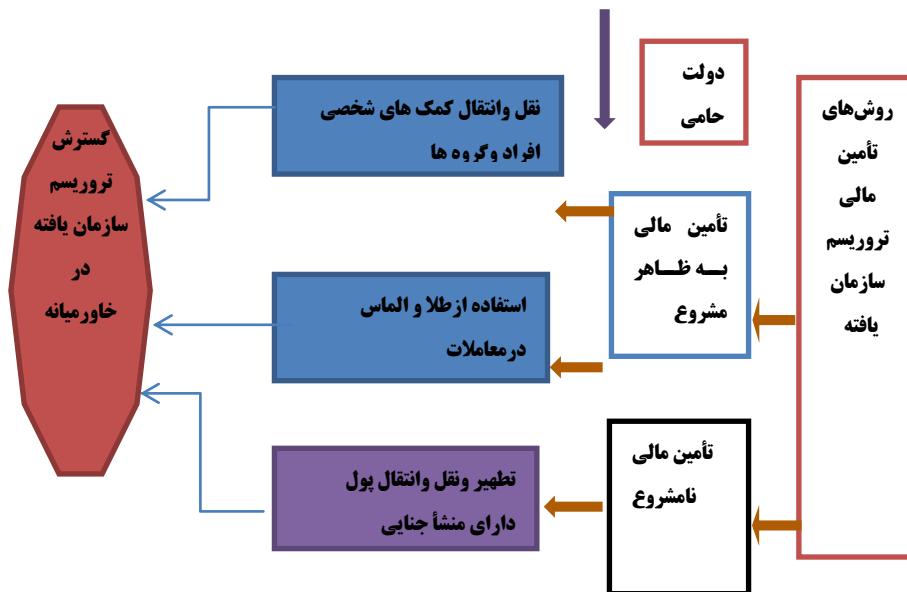 روش‌های
تأمین
مالی
تروریسم
سازمان
یافته
دولت
حامی
تأمین مالی
بــه ظــاهر
مشروع
تأمین مالی
نامشروع
نقل وانتقال کمک های شخصی
افراد وگروه ها
استفاده ازطلا و الماس
درمعاملات
تطهیر ونقل وانتقال پول
دارای منشأ جنایی
گسترش
تروریسم
سازمان یافته
در
خاورمیانه